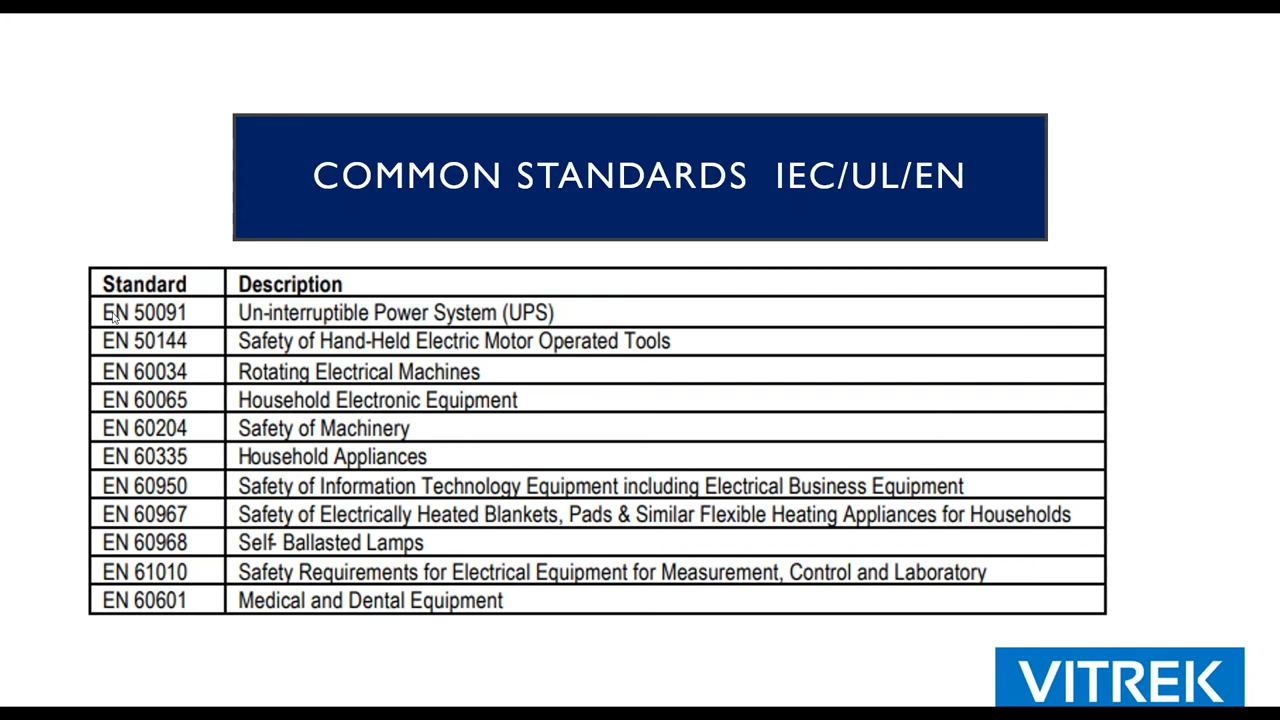 COMMON STANDARDS IEC/UL/EN
Standard Description
EN 50091 Un-interruptible Power System (UPS)
EN 50144 Safety of Hand-Held Electric Motor Operated Tools
EN 60034 Rotating Electrical Machines
EN 60065 Household Electronic Equipment
EN 60204 Safety of Machinery
EN 60335 Household Appliances
EN 60950 Safety of Information Technology Equipment including Electrical Business Equipment
EN 60967 Safety of Electrically Heated Blankets, Pads & Similar Flexible Heating Appliances for Households
EN 60968 Self- Ballasted Lamps
EN 61010 Safety Requirements for Electrical Equipment for Measurement, Control and Laboratory
EN 60601 Medical and Dental Equipment
VITREK